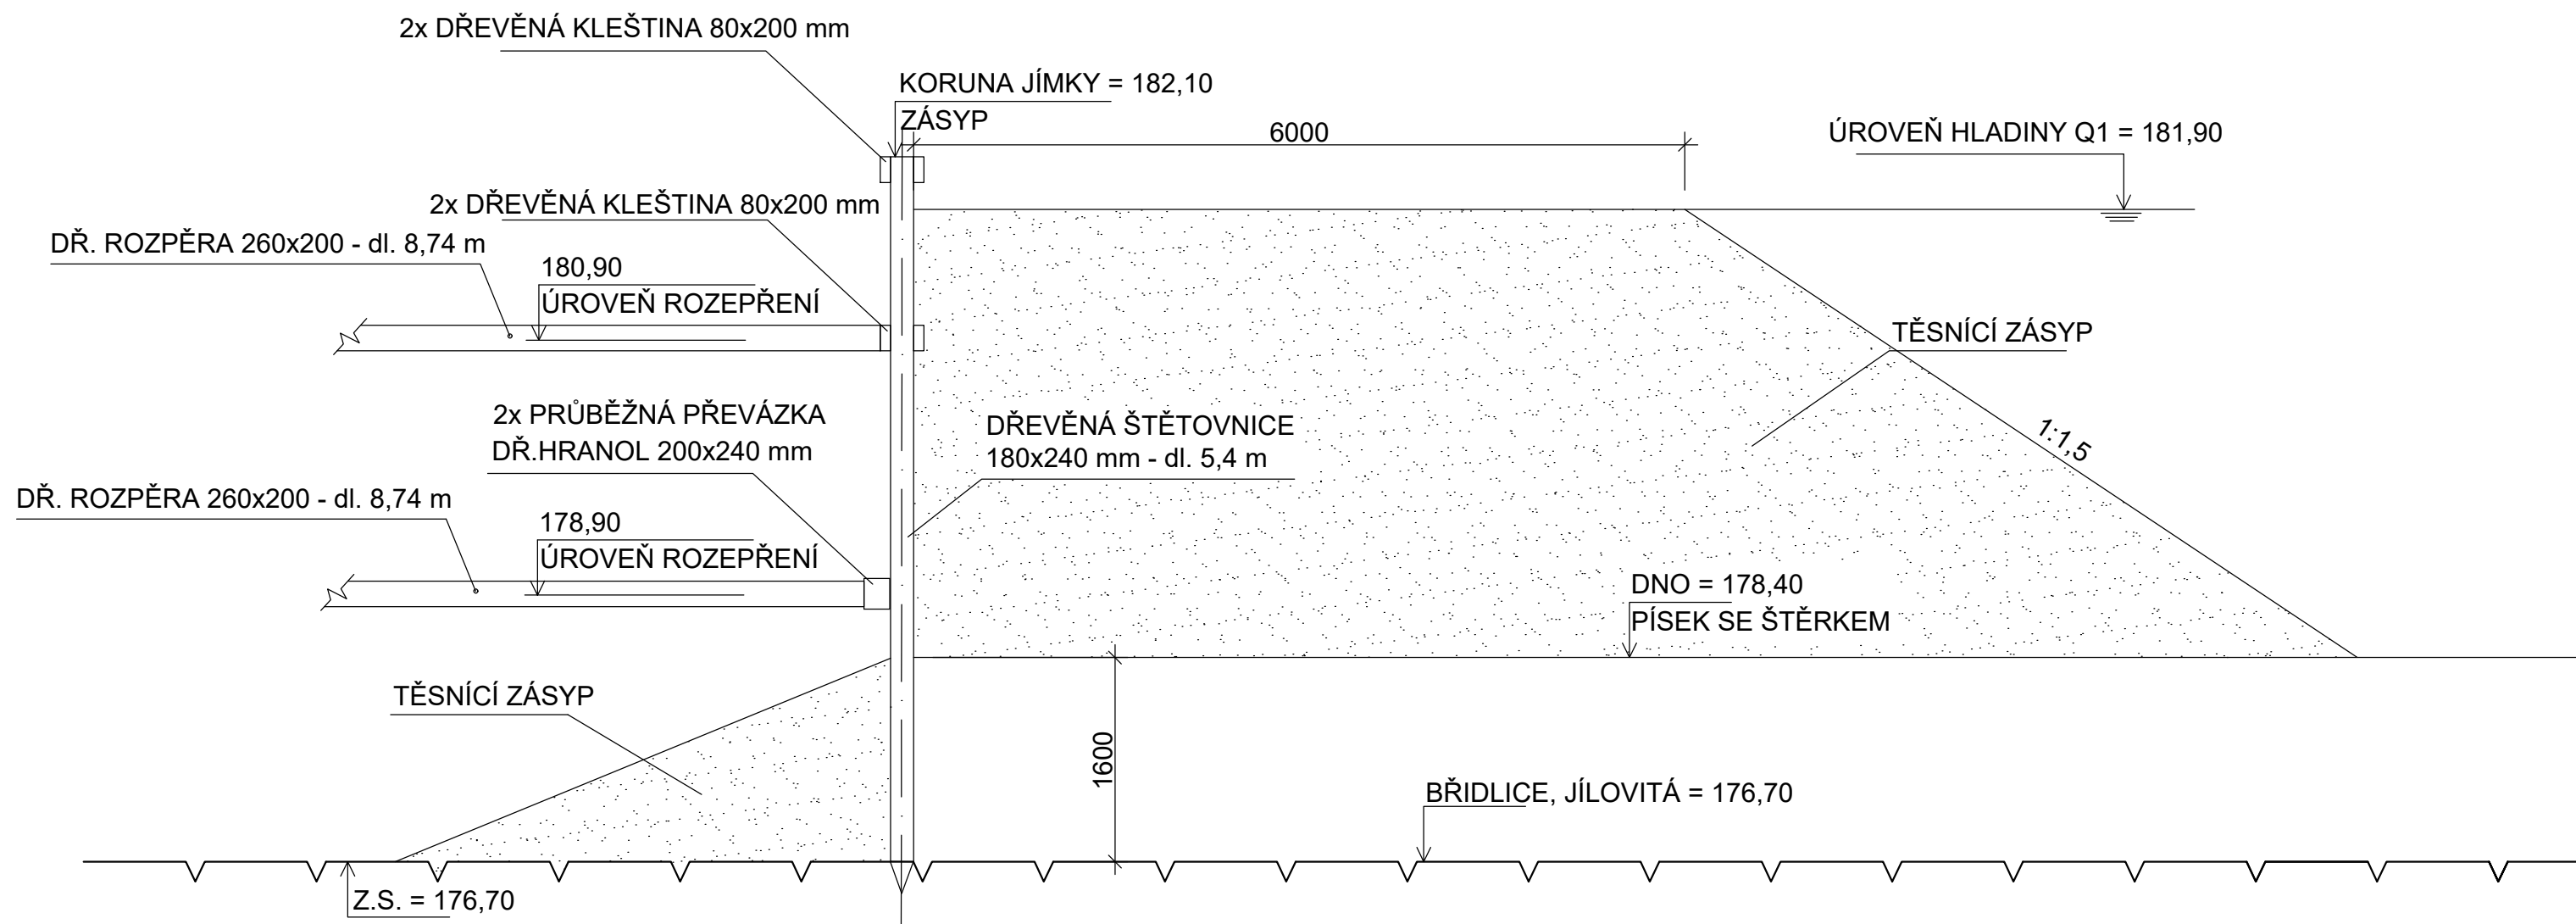 2x DŘEVĚNÁ KLEŠTINA 80x200 mm
KORUNA JÍMKY = 182,10
ZÁSYP
6000
ÚROVEŇ HLADINY Q1 = 181,90
2x DŘEVĚNÁ KLEŠTINA 80x200 mm
DŘ. ROZPĚRA 260x200 - dl. 8,74 m
180,90
ÚROVEŇ ROZEPŘENÍ
TĚSNÍCÍ ZÁSYP
2x PRŮBĚŽNÁ PŘEVÁZKA
DŘ.HRANOL 200x240 mm
DŘEVĚNÁ ŠTĚTOVNICE
180x240 mm - dl. 5,4 m
1:1,5
DŘ. ROZPĚRA 260x200 - dl. 8,74 m
178,90
ÚROVEŇ ROZEPŘENÍ
DNO = 178,40
PÍSEK SE ŠTĚRKEM
TĚSNÍCÍ ZÁSYP
1600
BŘIDLICE, JÍLOVITÁ = 176,70
Z.S. = 176,70